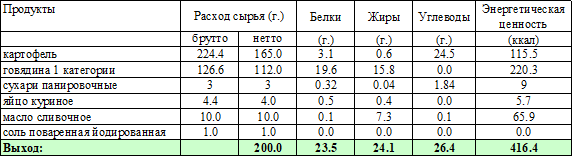 Продукты Расход сырья (г.) Белки Жиры Углеводы Энергетическая ценность
брутто нетто (г.) (г.) (г.) (ккал)
картофель 224.4 165.0 3.1 0.6 24.5 115.5
говядина 1 категории 126.6 112.0 19.6 15.8 0.0 220.3
сухари панировочные 3 3 0.32 0.04 1.84 9
яйцо куриное 4.4 4.0 0.5 0.4 0.0 5.7
масло сливочное 10.0 10.0 0.1 7.3 0.1 65.9
соль поваренная йодированная 1.0 1.0 0.0 0.0 0.0 0.0
Выход: 200.0 23.5 24.1 26.4 416.4